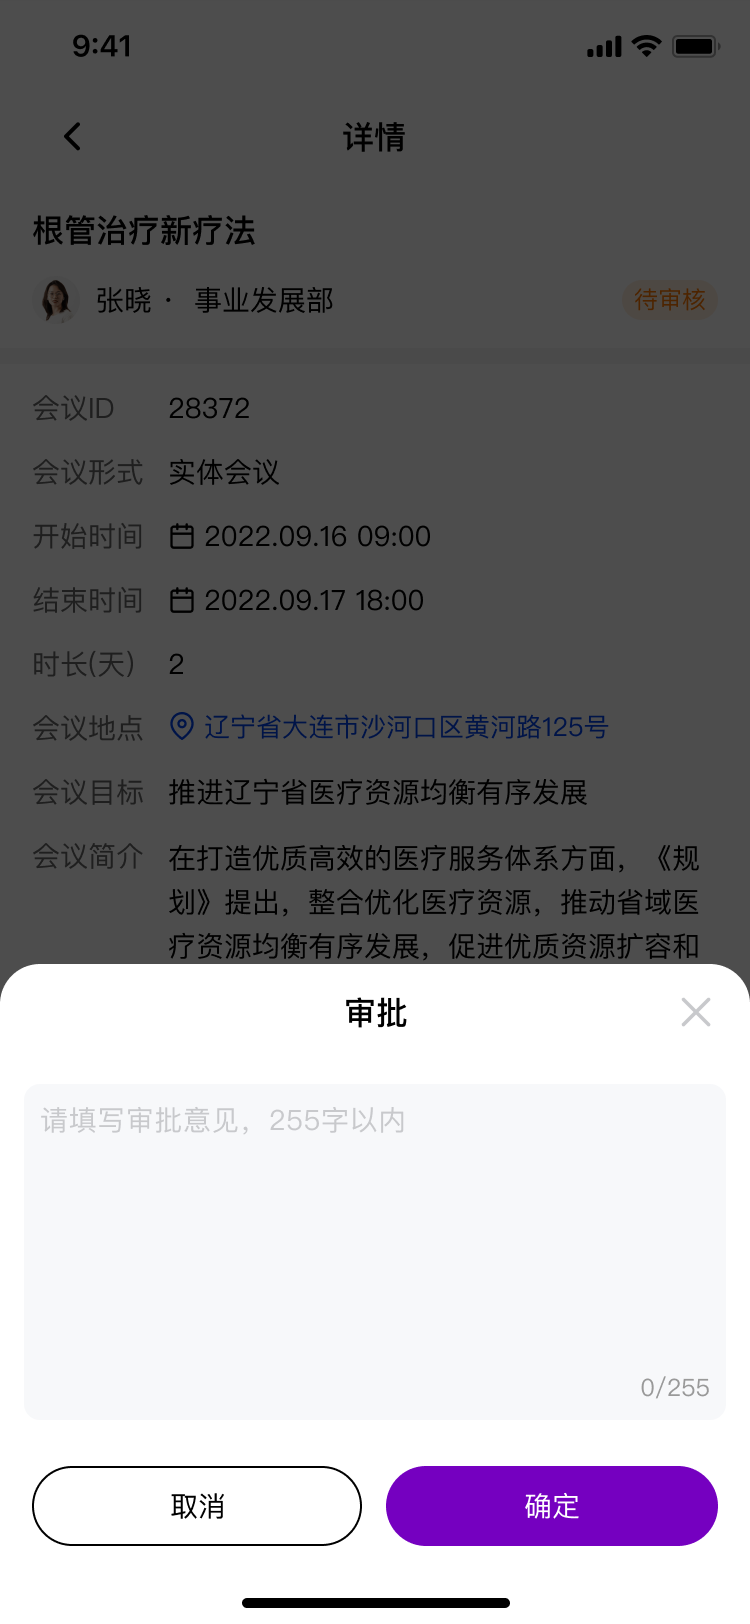 9:41
详情
根管治疗新疗法
张晓 · 事业发展部
待审核
会议ID 28372
会议形式 实体会议
开始时间 2022.09.16 09:00
结束时间 2022.09.17 18:00
时长(天) 2
会议地点 辽宁省大连市沙河口区黄河路125号
会议目标 推进辽宁省医疗资源均衡有序发展
会议简介 在打造优质高效的医疗服务体系方面，《规
划》提出，整合优化医疗资源，推动省域医
疗资源均衡有序发展，促进优质资源扩容和
审批
请填写审批意见，255字以内
0/255
取消 确定